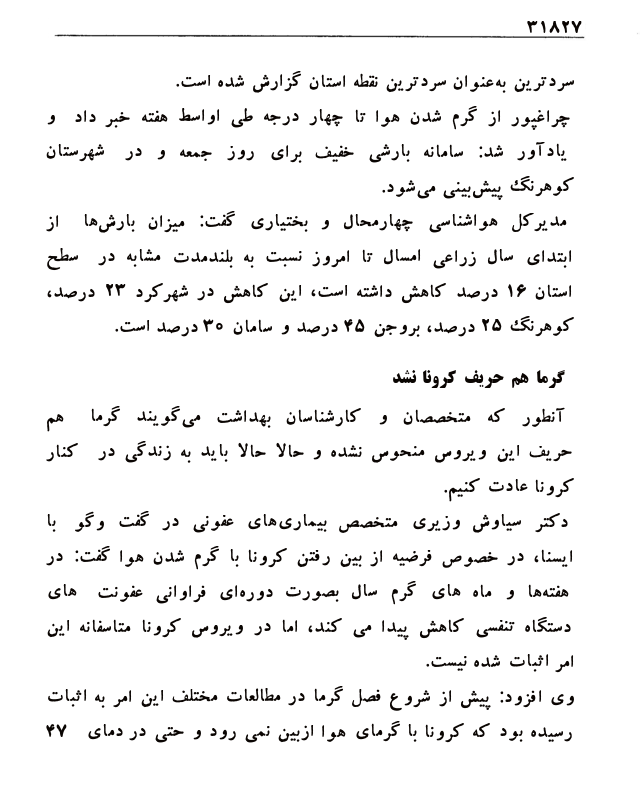 ۳۱۸۲۷
سردترین به‌عنوان سردترین نقطه استان گزارش شده است.
چراغپور از گرم شدن هوا تا چهار درجه طی اواسط هفته خبر داد و
یادآور شد: سامانه بارشی خفیف برای روز جمعه و در شهرستان
کوهرنگ پیش‌بینی می‌شود.
مدیرکل هواشناسی چهارمحال و بختیاری گفت: میزان بارش‌ها از
ابتدای سال زراعی امسال تا امروز نسبت به بلندمدت مشابه در سطح
استان ۱۶ درصد کاهش داشته است، این کاهش در شهرکرد ۲۳ درصد،
کوهرنگ ۲۵ درصد، بروجن ۴۵ درصد و سامان ۳۰ درصد است.
گرما هم حریف کرونا نشد
آنطور که متخصصان و کارشناسان بهداشت می‌گویند گرما هم
حریف این ویروس منحوس نشده و حالا حالا باید به زندگی در کنار
کرونا عادت کنیم.
دکتر سیاوش وزیری متخصص بیماری‌های عفونی در گفت وگو با
ایسنا، در خصوص فرضیه از بین رفتن کرونا با گرم شدن هوا گفت: در
هفته‌ها و ماه های گرم سال بصورت دوره‌ای فراوانی عفونت های
دستگاه تنفسی کاهش پیدا می کند، اما در ویروس کرونا متاسفانه این
امر اثبات شده نیست.
وی افزود: پیش از شروع فصل گرما در مطالعات مختلف این امر به اثبات
رسیده بود که کرونا با گرمای هوا ازبین نمی رود و حتی در دمای ۴۷